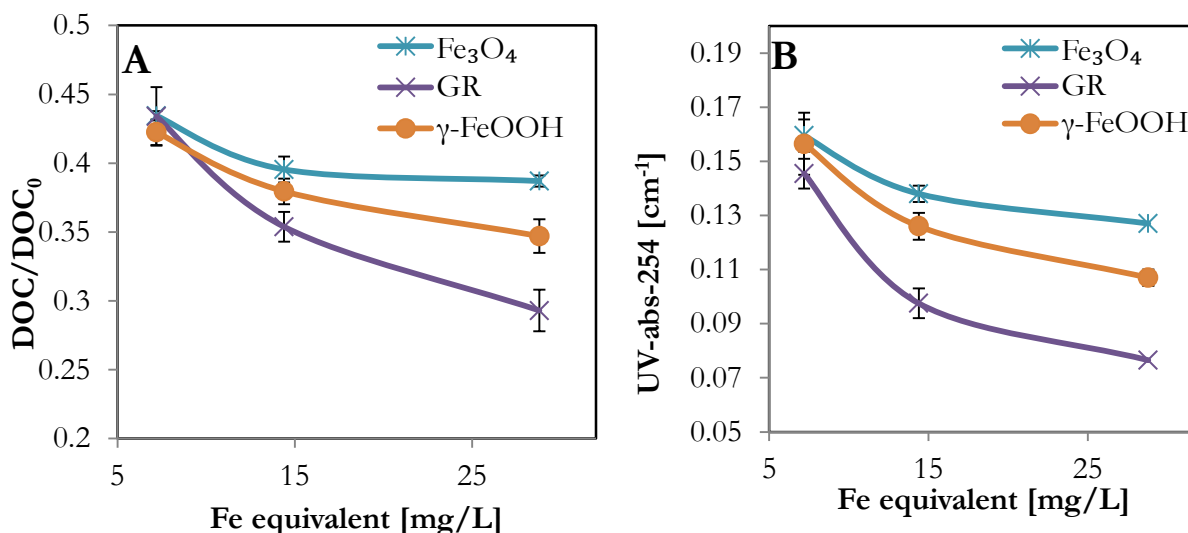 A
Fe₃O₄
GR
γ-FeOOH
0.5
0.45
0.4
0.35
0.3
0.25
0.2
5
15
25
DOC/DOC₀
Fe equivalent [mg/L]
B
Fe₃O₄
GR
γ-FeOOH
0.19
0.17
0.15
0.13
0.11
0.09
0.07
0.05
5
15
25
UV-abs-254 [cm⁻¹]
Fe equivalent [mg/L]